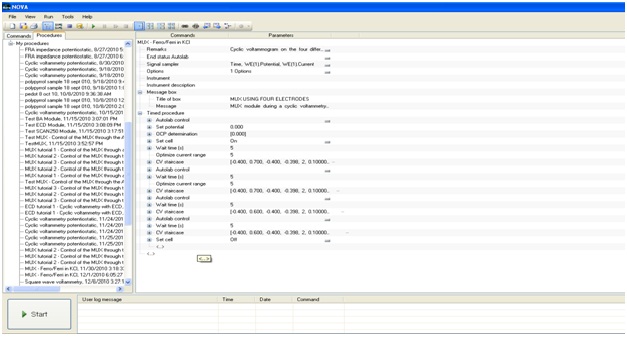 NOVA
File View Run Tools Help
Commands Procedures
My procedures
FRA impedance potentiostatic, 8/27/2010 5
FRA impedance potentiostatic, 8/27/2010 6
Cyclic voltammetry potentiostatic, 8/30/2010
Cyclic voltammetry potentiostatic, 9/18/2010
Cyclic voltammetry potentiostatic, 9/18/2010
polypyrrol sample 18 sept 010, 9/18/2010 9:
polypyrrol sample 18 sept 010, 9/18/2010 1
pedot 8 oct 10, 10/8/2010 9:36:38 AM
polypyrrol sample 18 sept 010, 10/8/2010 12
polypyrrol sample 18 sept 010, 10/8/2010 2:
Cyclic voltammetry potentiostatic, 10/15/201
Test BA Module, 11/15/2010 3:07:01 PM
Test ECD Module, 11/15/2010 3:08:09 PM
Test SCAN250 Module, 11/15/2010 3:17:51
Test MUX - Control of the MUX through the A
TestMUX, 11/15/2010 3:52:57 PM
MUX tutorial 1 - Control of the MUX through a
MUX tutorial 2 - Control of the MUX through t
MUX tutorial 3 - Control of the MUX through t
MUX tutorial 1 - Control of the MUX through a
Test MUX - Control of the MUX through the A
MUX tutorial 1 - Control of the MUX through a
MUX tutorial 2 - Control of the MUX through t
MUX tutorial 3 - Control of the MUX through t
ECD tutorial 1 - Cyclic voltammetry with ECD,
ECD tutorial 1 - Cyclic voltammetry with ECD,
Cyclic voltammetry potentiostatic, 11/24/201
Cyclic voltammetry potentiostatic, 11/24/201
Cyclic voltammetry potentiostatic, 11/24/201
Cyclic voltammetry potentiostatic, 11/25/201
Cyclic voltammetry potentiostatic, 11/25/201
MUX tutorial 2 - Control of the MUX through t
MUX tutorial 2 - Control of the MUX through t
MUX - Ferro/Ferri in KCl, 11/30/2010 3:18:3
MUX - Ferro/Ferri in KCl, 12/1/2010 6:05:27
Square wave voltammetry, 12/8/2010 3:27:1
Commands Parameters
MUX - Ferro/Ferri in KCl
Remarks Cyclic voltammogram on the four differ...
End status Autolab
Signal sampler Time, WE(1).Potential, WE(1).Current
Options 1 Options
Instrument
Instrument description
Message box
Title of box MUX USING FOUR ELECTRODES
Message MUX module during a cyclic voltammetry...
Timed procedure
Autolab control
Set potential 0.000
OCP determination [0.000]
Set cell On
Wait time (s) 5
Optimize current range 5
CV staircase [-0.400, 0.700, -0.400, -0.398, 2, 0.10000...
Autolab control
Wait time (s) 5
Optimize current range 5
CV staircase [-0.400, 0.700, -0.400, -0.398, 2, 0.10000...
Autolab control
Wait time (s) 5
CV staircase [-0.400, 0.600, -0.400, -0.398, 2, 0.10000...
Autolab control
Wait time (s) 5
CV staircase [-0.400, 0.600, -0.400, -0.398, 2, 0.10000...
Set cell Off
<..>
<..>
<...>
Start
User log message Time Date Command